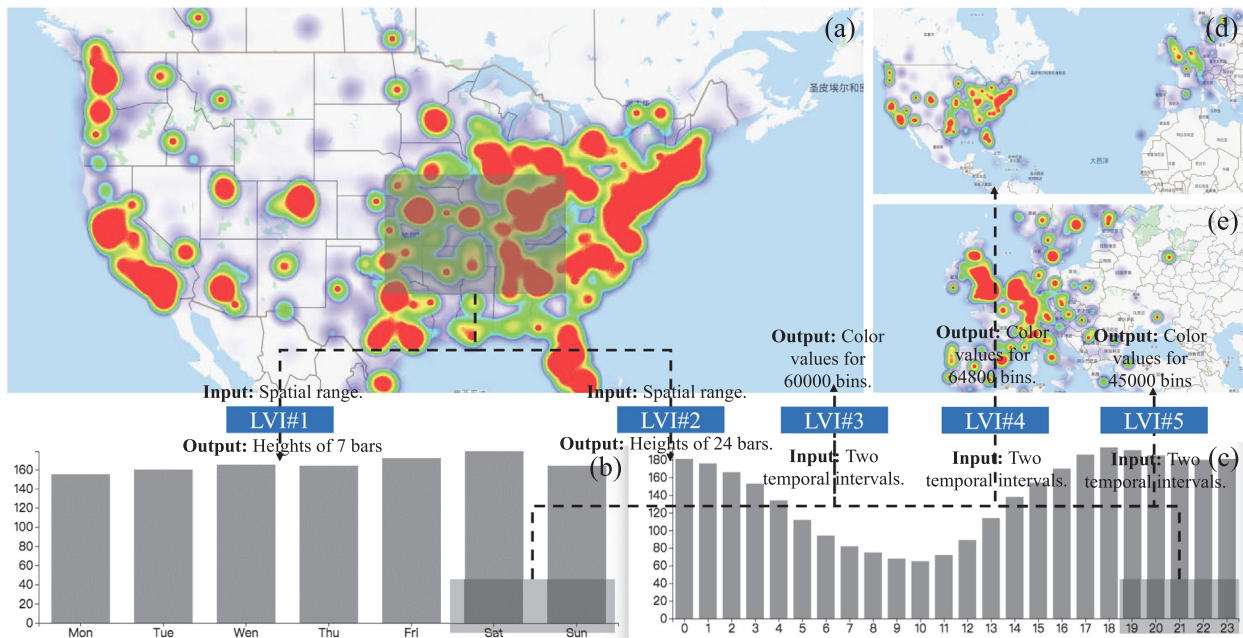 (a)
圣皮埃尔和密
(d)
大西洋
(e)
Input: Spatial range.
LVI#1
Output: Heights of 7 bars
Input: Spatial range.
LVI#2
Output: Heights of 24 bars.
Output: Color
values for
60000 bins.
LVI#3
Input: Two
temporal intervals.
Output: Color
values for
64800 bins.
LVI#4
Input: Two
temporal intervals.
Output: Color
values for
45000 bins
LVI#5
Input: Two
temporal intervals.
(b)
160
140
120
100
80
60
40
20
0
Mon Tue Wen Thu Fri Sat Sun
(c)
180
160
140
120
100
80
60
40
20
0
0 1 2 3 4 5 6 7 8 9 10 11 12 13 14 15 16 17 18 19 20 21 22 23